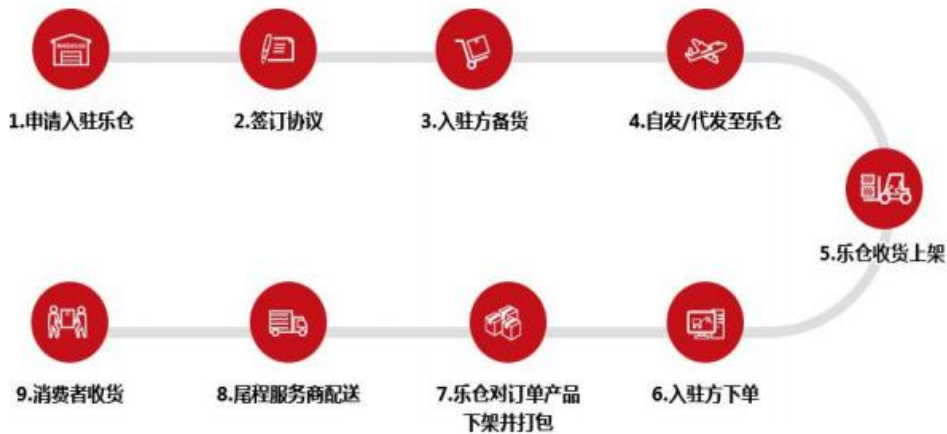 1.申请入驻乐仓
2.签订协议
3.入驻方备货
4.自发/代发至乐仓
5.乐仓收货上架
6.入驻方下单
7.乐仓对订单产品
下架并打包
8.尾程服务商配送
9.消费者收货